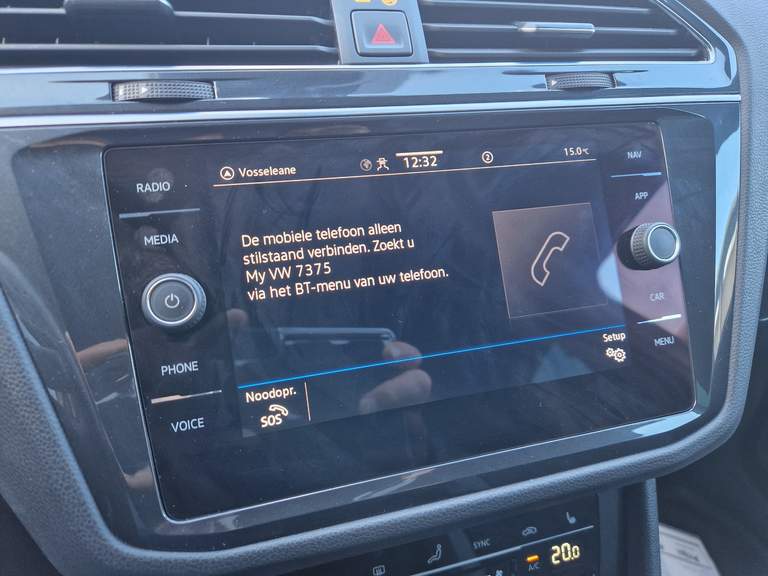 Vosseleane
12:32
2
15.0°C
RADIO
MEDIA
PHONE
VOICE
De mobiele telefoon alleen
stilstaand verbinden. Zoekt u
My VW 7375
via het BT-menu van uw telefoon.
Noodopr.
SOS
Setup
NAV
APP
CAR
MENU
SYNC
A/C
20.0